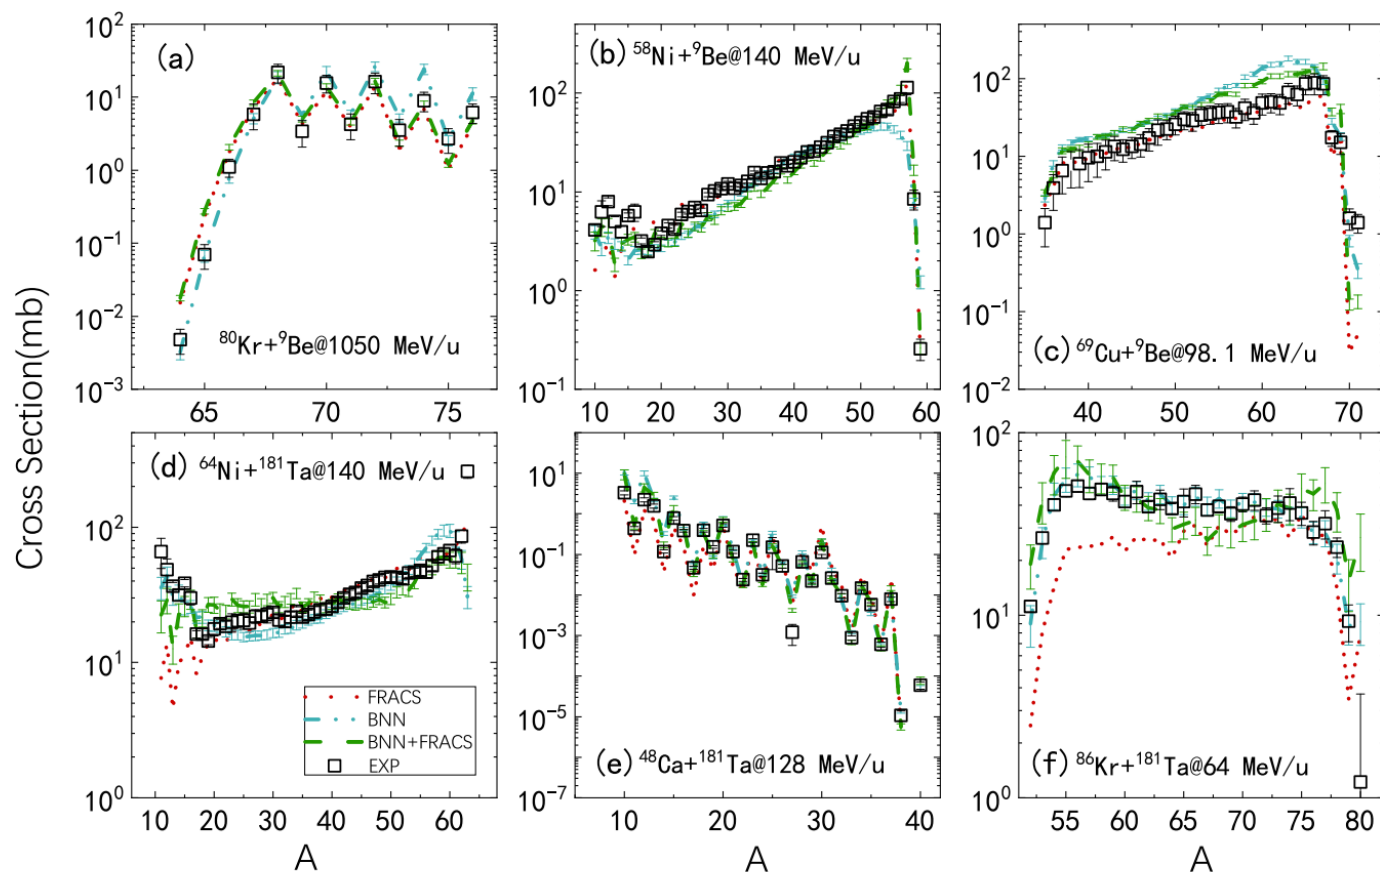 Cross Section(mb)
(a)
10²
10¹
10⁰
10⁻¹
10⁻²
10⁻³
⁸⁰Kr+⁹Be@1050 MeV/u
65 70 75
(b) ⁵⁸Ni+⁹Be@140 MeV/u
10²
10¹
10⁰
10⁻¹
10 20 30 40 50 60
10²
10¹
10⁰
10⁻¹
10⁻²
(c) ⁶⁹Cu+⁹Be@98.1 MeV/u
40 50 60 70
(d) ⁶⁴Ni+¹⁸¹Ta@140 MeV/u
10²
10¹
10⁰
FRACS
BNN
BNN+FRACS
EXP
10 20 30 40 50 60
A
10¹
10⁻¹
10⁻³
10⁻⁵
10⁻⁷
(e) ⁴⁸Ca+¹⁸¹Ta@128 MeV/u
10 20 30 40
A
10²
10¹
10⁰
(f) ⁸⁶Kr+¹⁸¹Ta@64 MeV/u
55 60 65 70 75 80
A